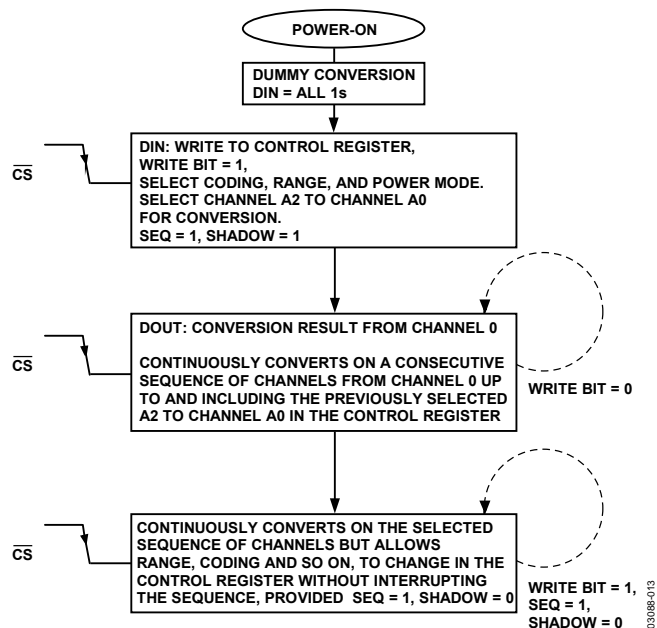 POWER-ON
DUMMY CONVERSION
DIN = ALL 1s
CS
DIN: WRITE TO CONTROL REGISTER,
WRITE BIT = 1,
SELECT CODING, RANGE, AND POWER MODE.
SELECT CHANNEL A2 TO CHANNEL A0
FOR CONVERSION.
SEQ = 1, SHADOW = 1
CS
DOUT: CONVERSION RESULT FROM CHANNEL 0
CONTINUOUSLY CONVERTS ON A CONSECUTIVE
SEQUENCE OF CHANNELS FROM CHANNEL 0 UP
TO AND INCLUDING THE PREVIOUSLY SELECTED
A2 TO CHANNEL A0 IN THE CONTROL REGISTER
WRITE BIT = 0
CS
CONTINUOUSLY CONVERTS ON THE SELECTED
SEQUENCE OF CHANNELS BUT ALLOWS
RANGE, CODING AND SO ON, TO CHANGE IN THE
CONTROL REGISTER WITHOUT INTERRUPTING
THE SEQUENCE, PROVIDED SEQ = 1, SHADOW = 0
WRITE BIT = 1,
SEQ = 1,
SHADOW = 0
03088-013